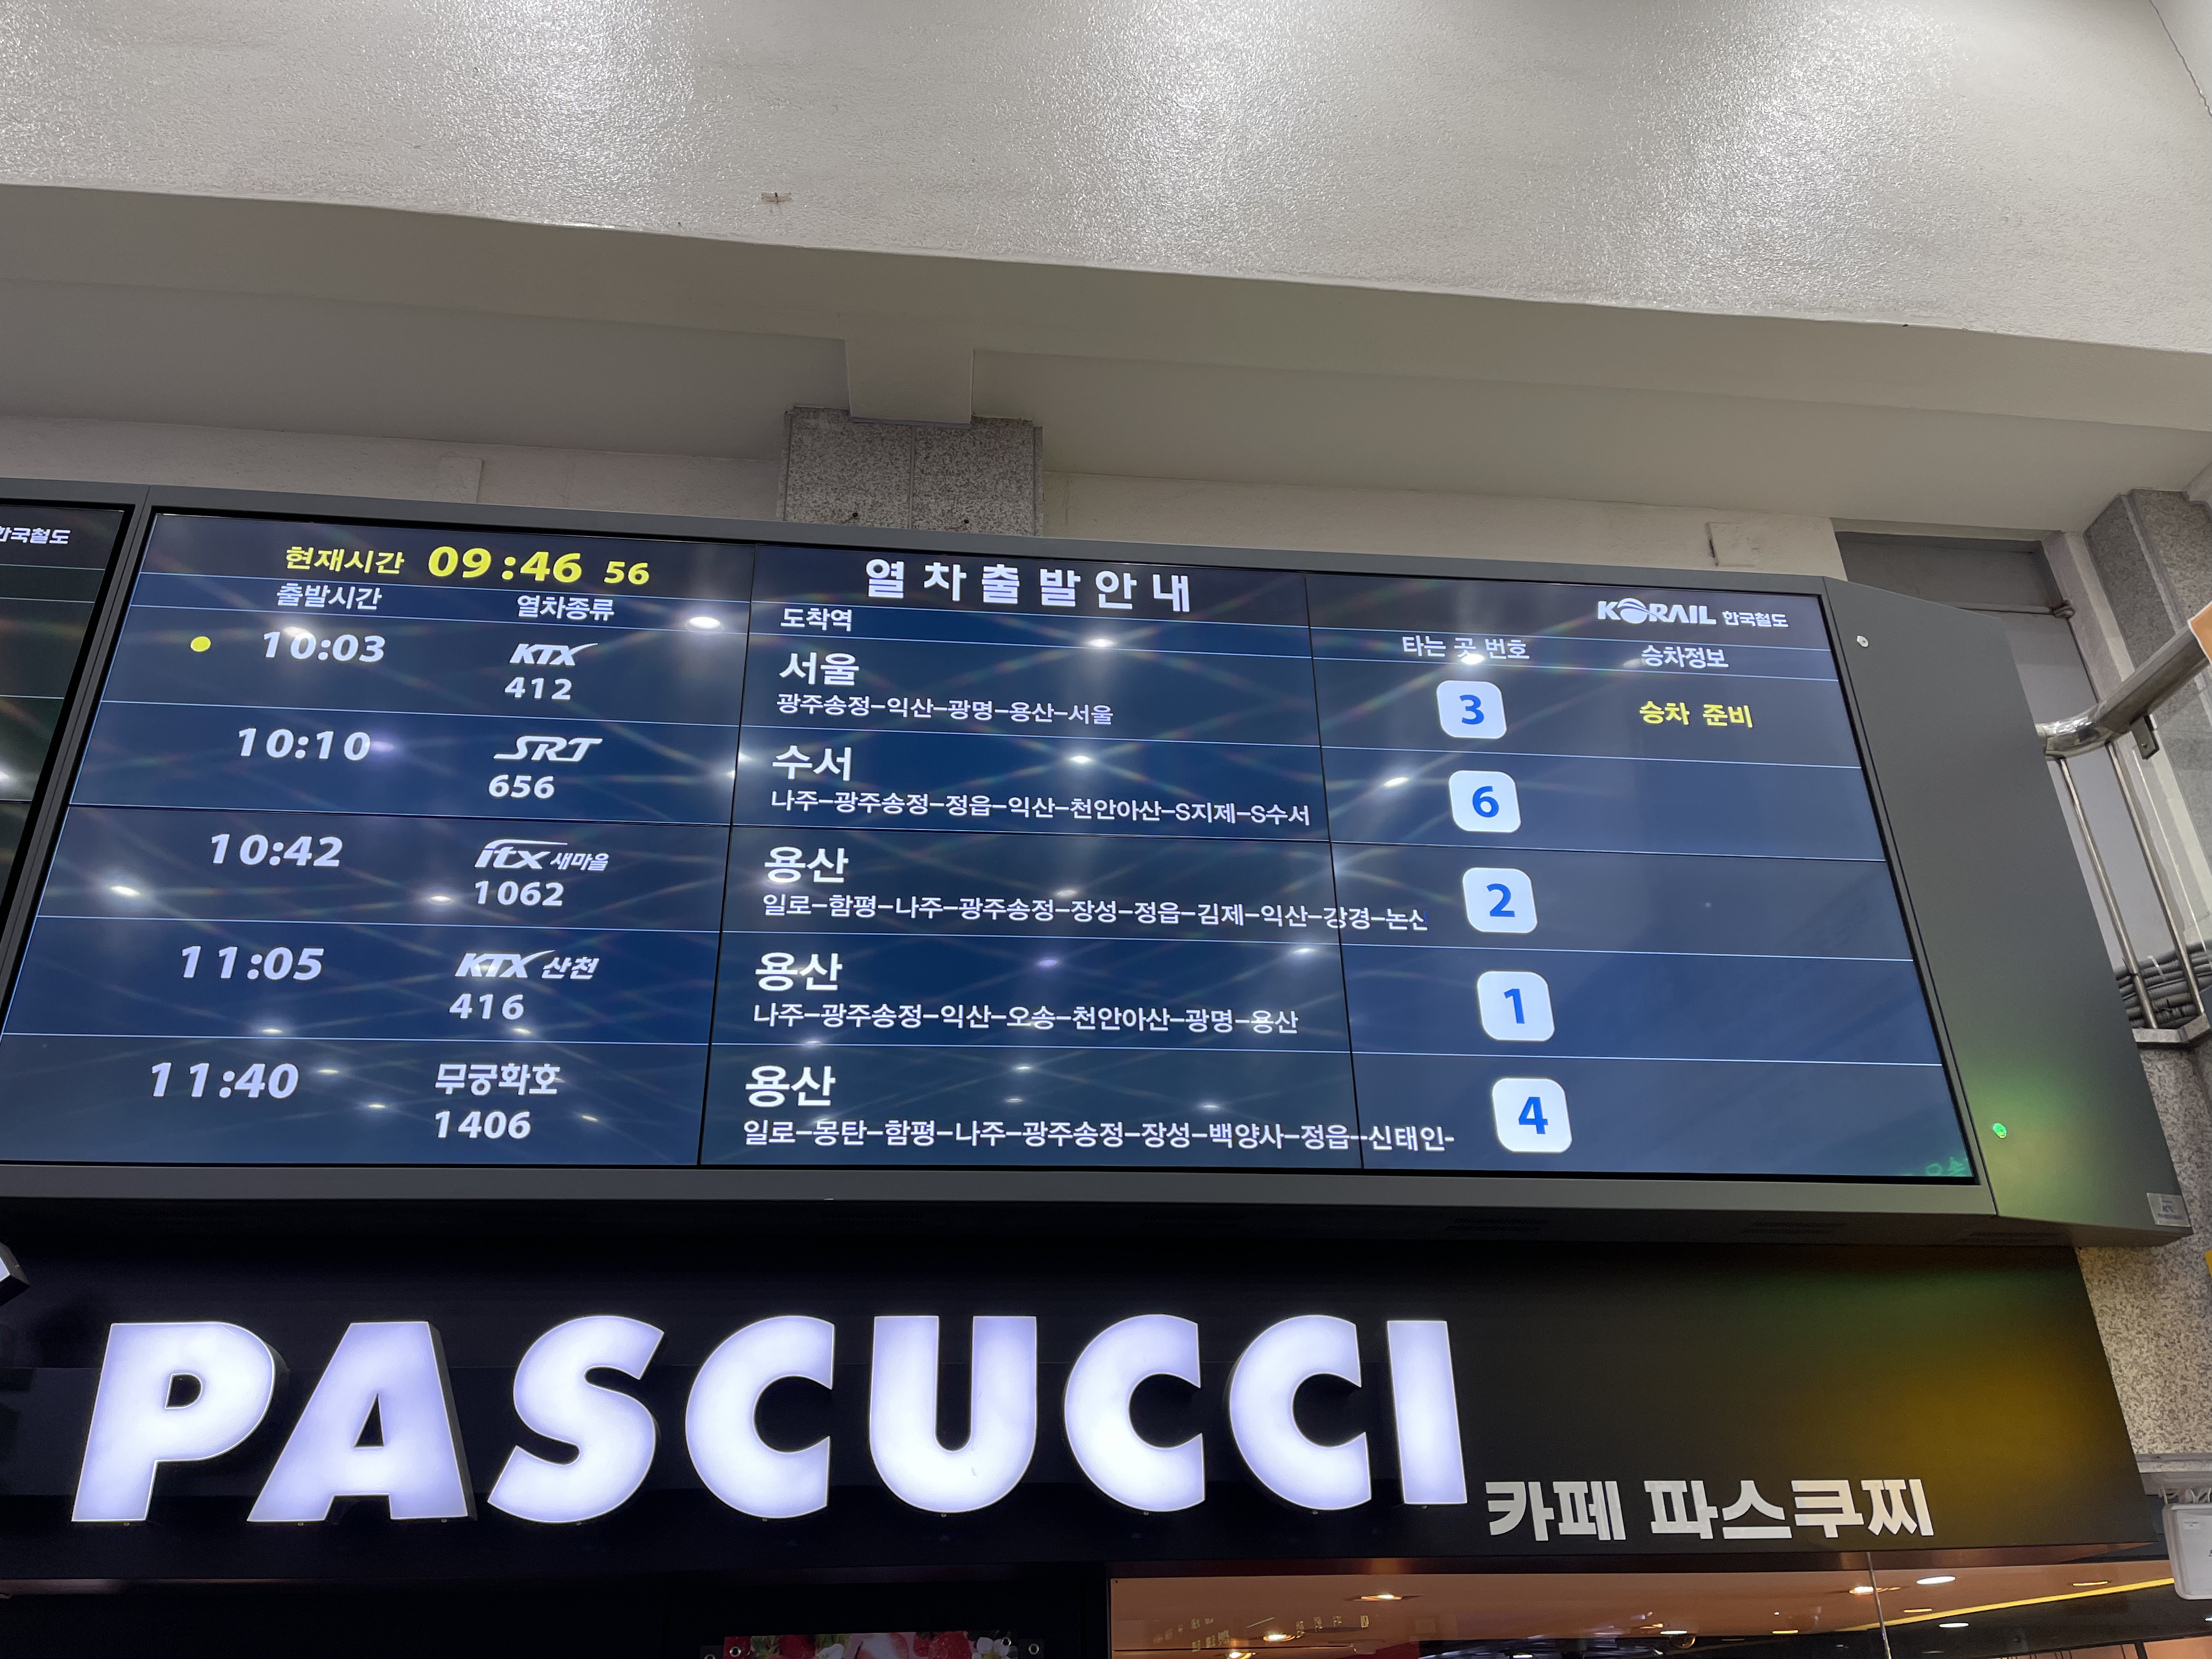 한국철도
현재시간 09:46 56
열차출발안내
KORAIL 한국철도
출발시간 열차종류 도착역 타는 곳 번호 승차정보
10:03 KTX 412 서울 3 승차 준비
광주송정–익산–광명–용산–서울
10:10 SRT 656 수서 6
나주–광주송정–정읍–익산–천안아산–S지제–S수서
10:42 itx 새마을 1062 용산 2
일로–함평–나주–광주송정–장성–정읍–김제–익산–강경–논산
11:05 KTX 산천 416 용산 1
나주–광주송정–익산–오송–천안아산–광명–용산
11:40 무궁화호 1406 용산 4
일로–몽탄–함평–나주–광주송정–장성–백양사–정읍–신태인-
PASCUCCI
카페 파스쿠찌